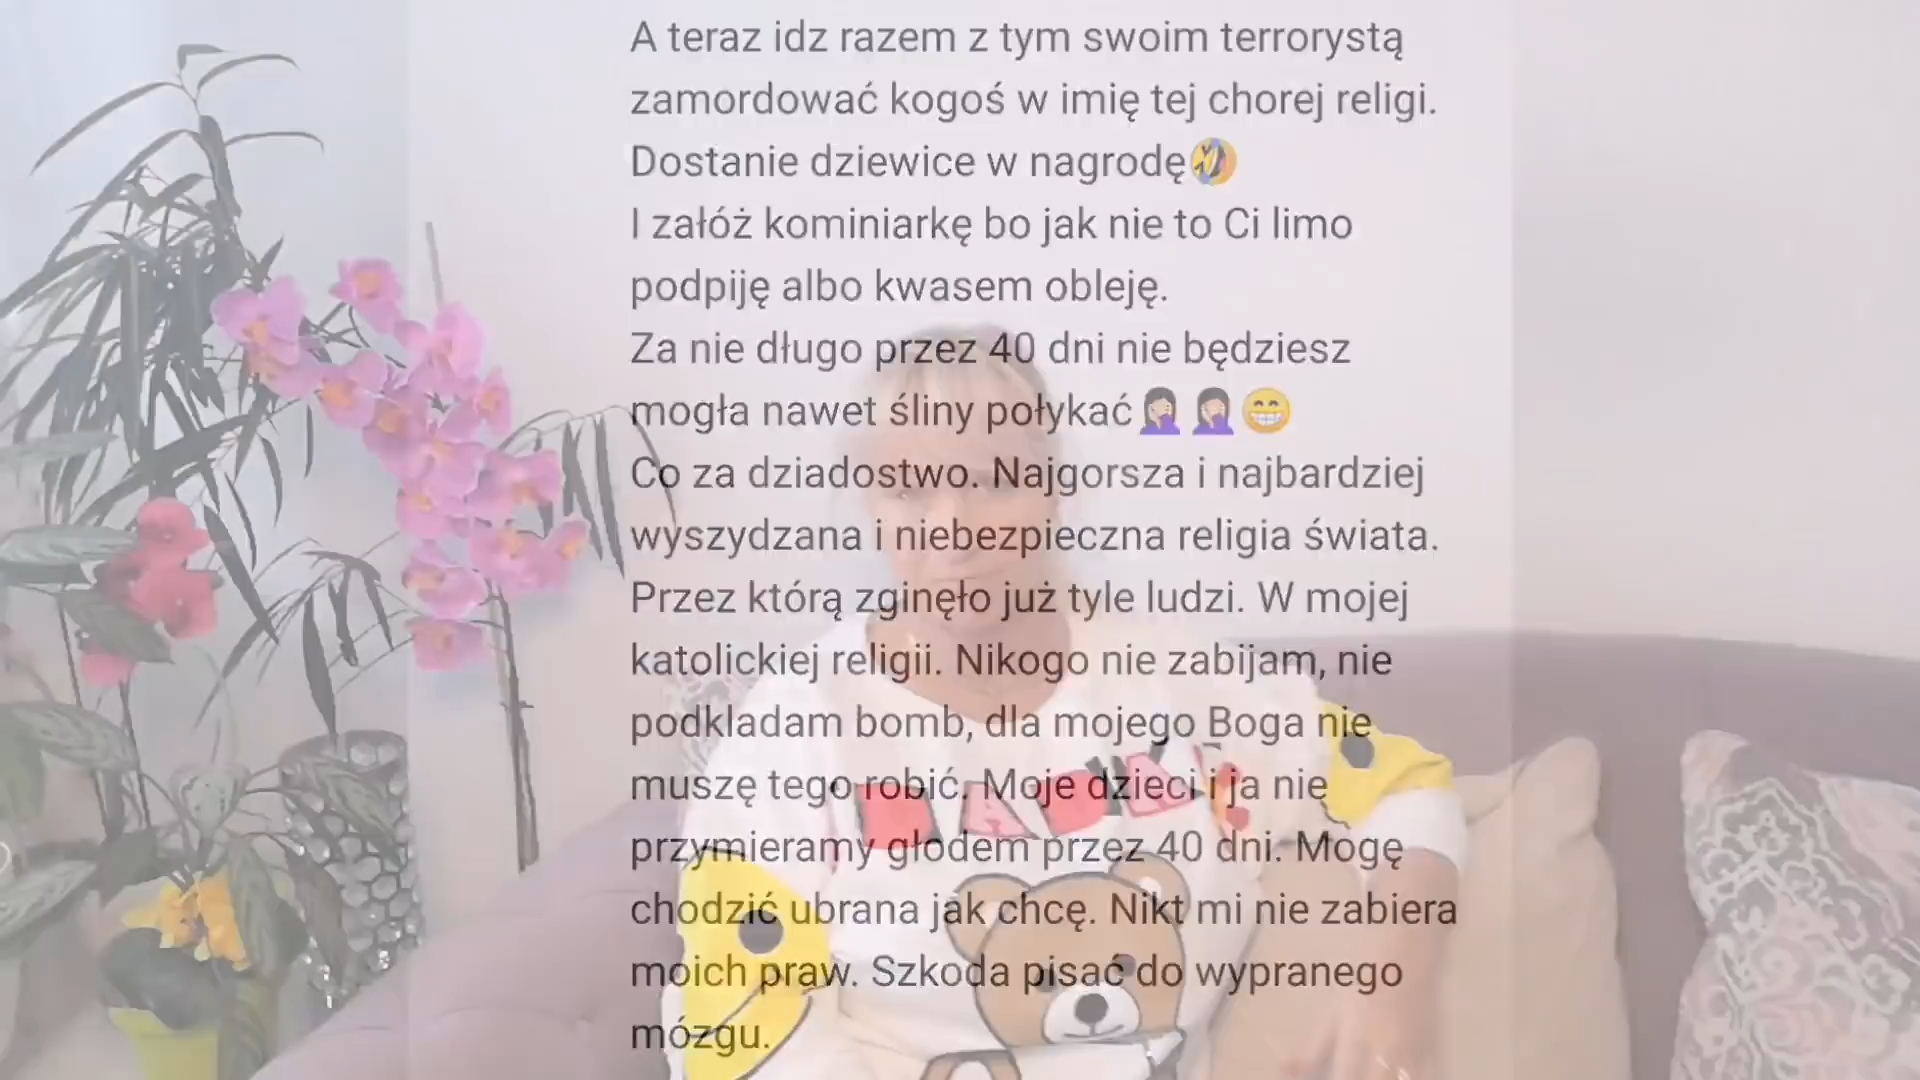 A teraz idz razem z tym swoim terrorystą
zamordować kogoś w imię tej chorej religi.
Dostanie dziewice w nagrodę🤣
I załóż kominiarkę bo jak nie to Ci limo
podpiję albo kwasem obleję.
Za nie długo przez 40 dni nie będziesz
mogła nawet śliny połykać🤦🏻‍♀️🤦🏻‍♀️😁
Co za dziadostwo. Najgorsza i najbardziej
wyszydzana i niebezpieczna religia świata.
Przez którą zginęło już tyle ludzi. W mojej
katolickiej religii. Nikogo nie zabijam, nie
podkladam bomb, dla mojego Boga nie
muszę tego robić. Moje dzieci i ja nie
przymieramy głodem przez 40 dni. Mogę
chodzić ubrana jak chcę. Nikt mi nie zabiera
moich praw. Szkoda pisać do wypranego
mózgu.